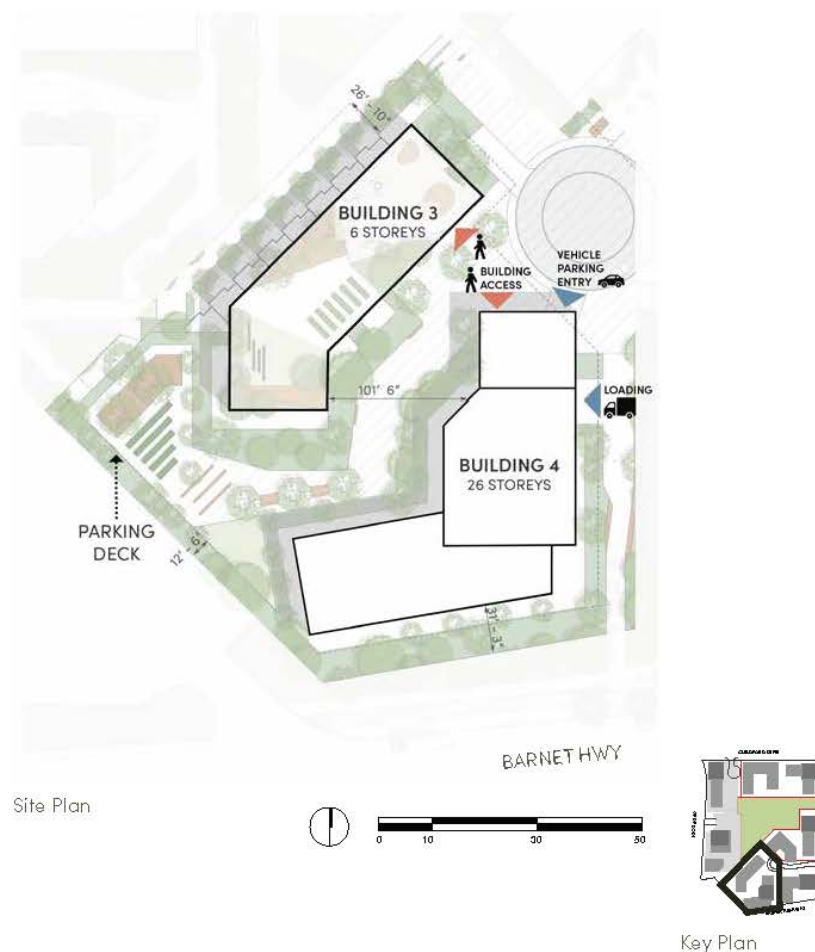 26' - 10"
BUILDING 3
6 STOREYS
BUILDING
ACCESS
VEHICLE
PARKING
ENTRY
101' 6"
LOADING
BUILDING 4
26 STOREYS
PARKING
DECK
12' - 6"
31' - 3"
BARNET HWY
Site Plan
0 10 30 50
Key Plan